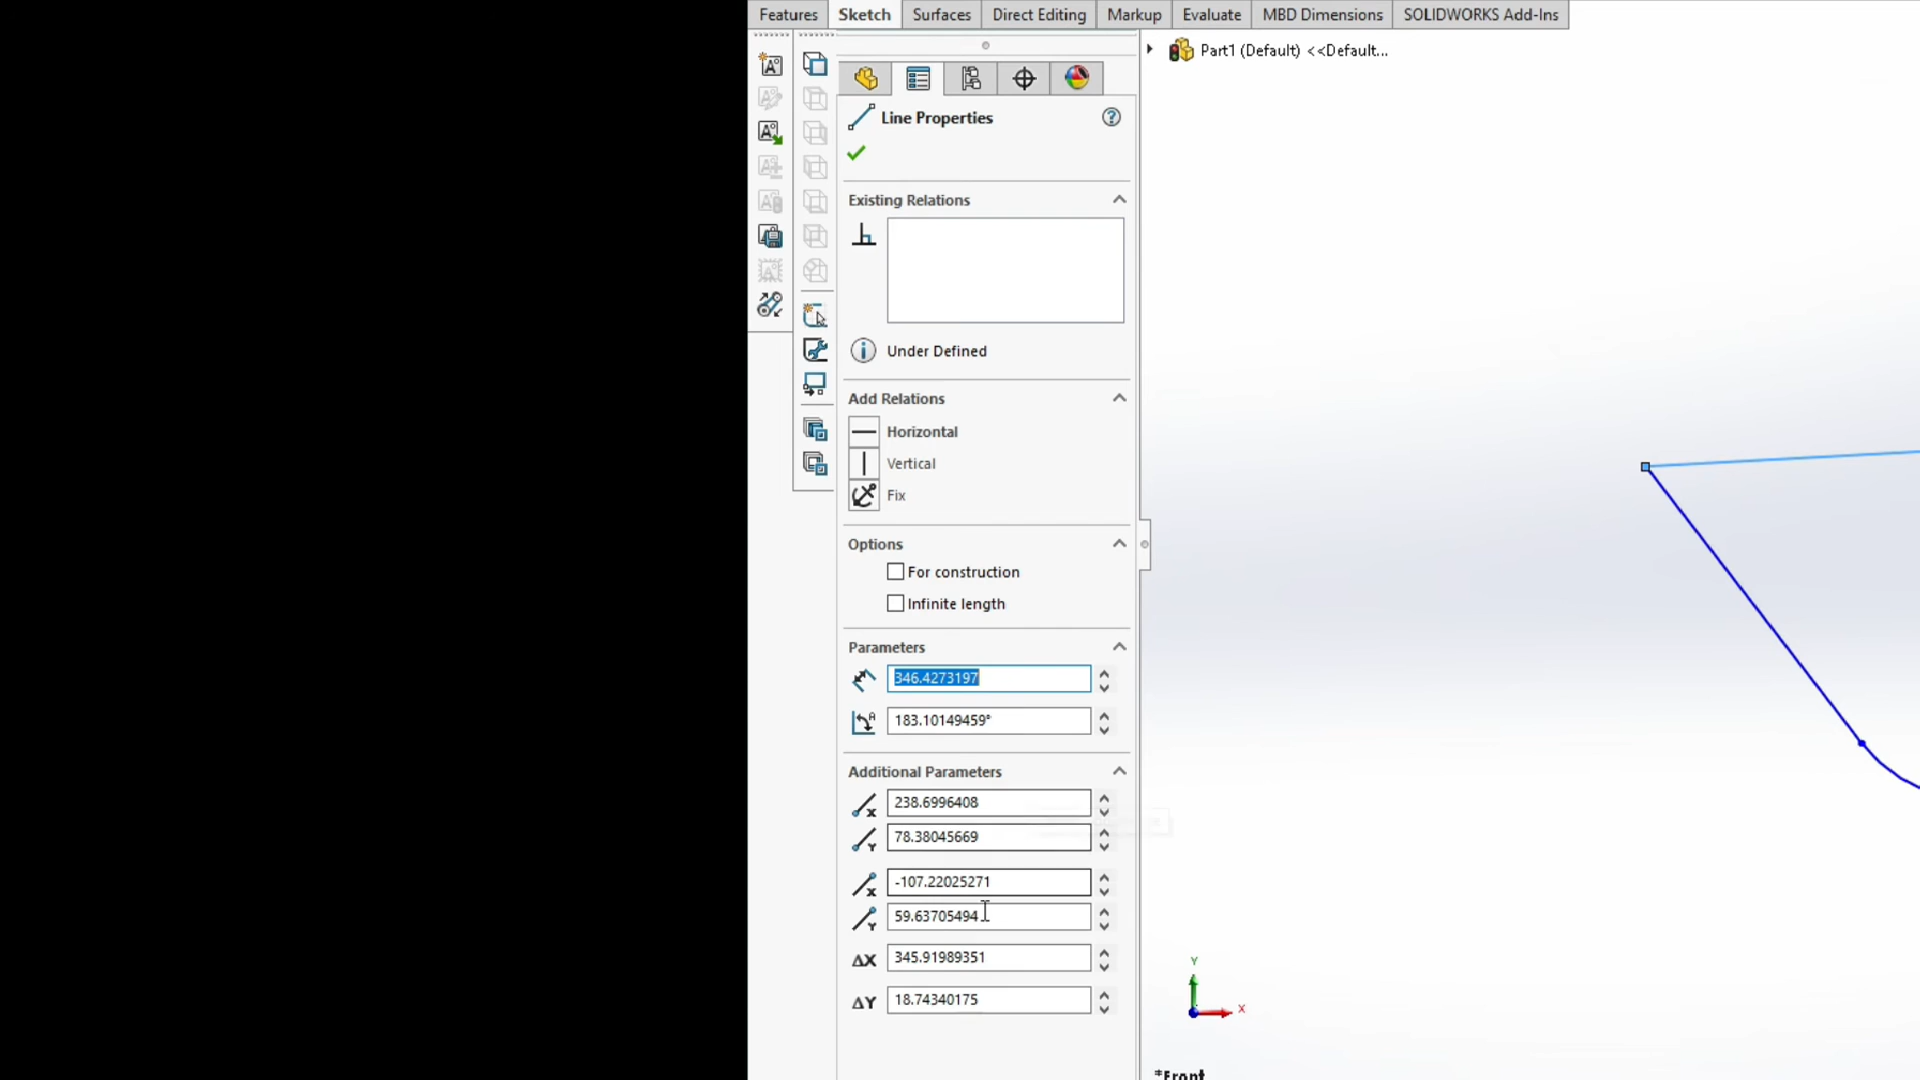 Features Sketch Surfaces Direct Editing Markup Evaluate MBD Dimensions SOLIDWORKS Add-Ins
Part1 (Default) <<Default...
Line Properties
Existing Relations
Under Defined
Add Relations
Horizontal
Vertical
Fix
Options
For construction
Infinite length
Parameters
346.4273197
183.10149459°
Additional Parameters
238.6996408
78.38045669
-107.22025271
59.63705494
ΔX 345.91989351
ΔY 18.74340175
Y
X
*Front